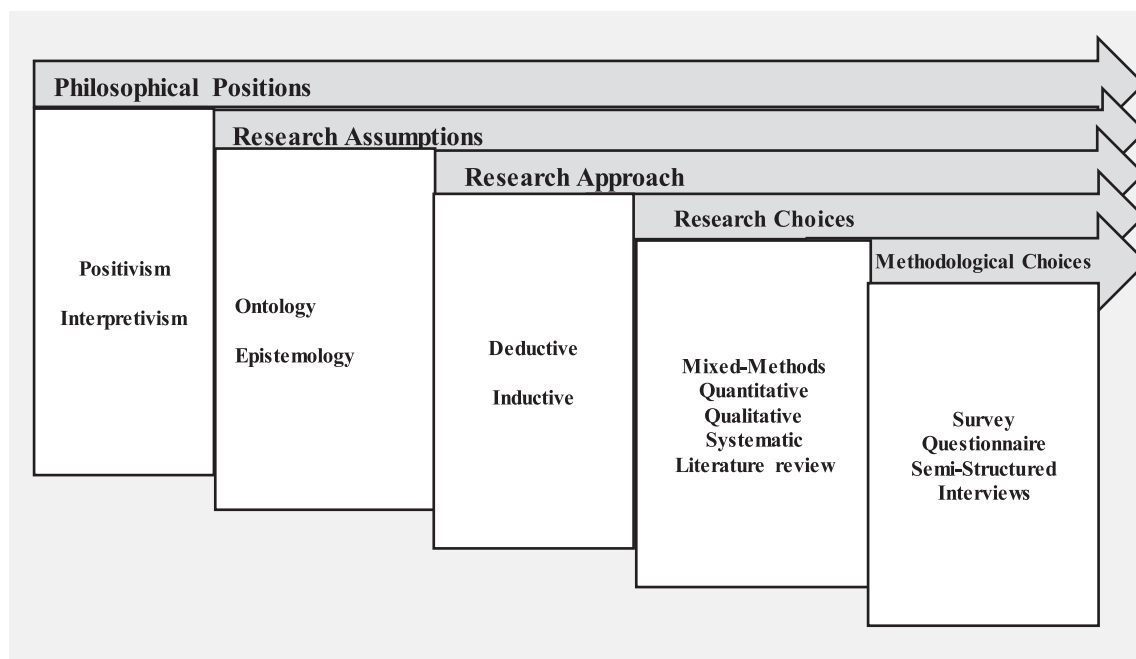 Philosophical Positions
Research Assumptions
Research Approach
Research Choices
Methodological Choices
Positivism
Interpretivism
Ontology
Epistemology
Deductive
Inductive
Mixed-Methods
Quantitative
Qualitative
Systematic
Literature review
Survey
Questionnaire
Semi-Structured
Interviews